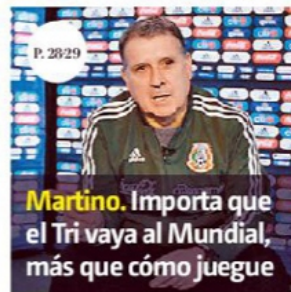 P. 28-29
Martino. Importa que
el Tri vaya al Mundial,
más que cómo juegue